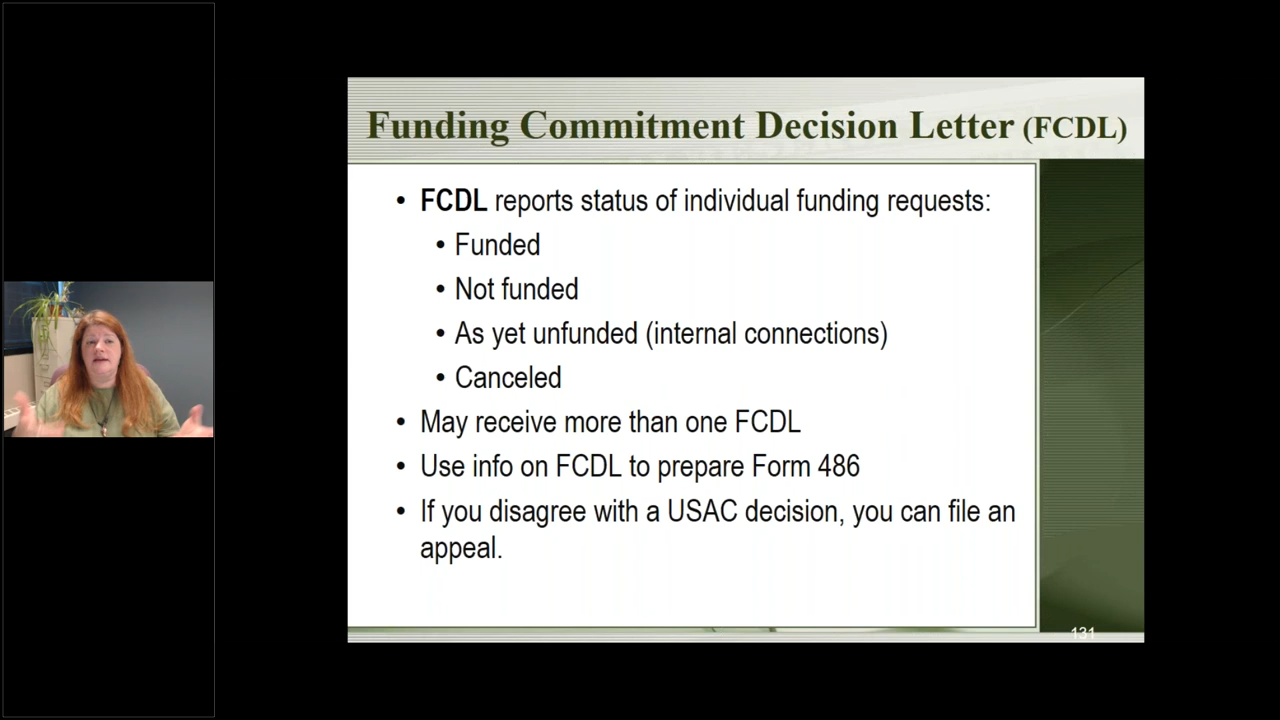 Funding Commitment Decision Letter (FCDL)
• FCDL reports status of individual funding requests:
• Funded
• Not funded
• As yet unfunded (internal connections)
• Canceled
• May receive more than one FCDL
• Use info on FCDL to prepare Form 486
• If you disagree with a USAC decision, you can file an
appeal.
131